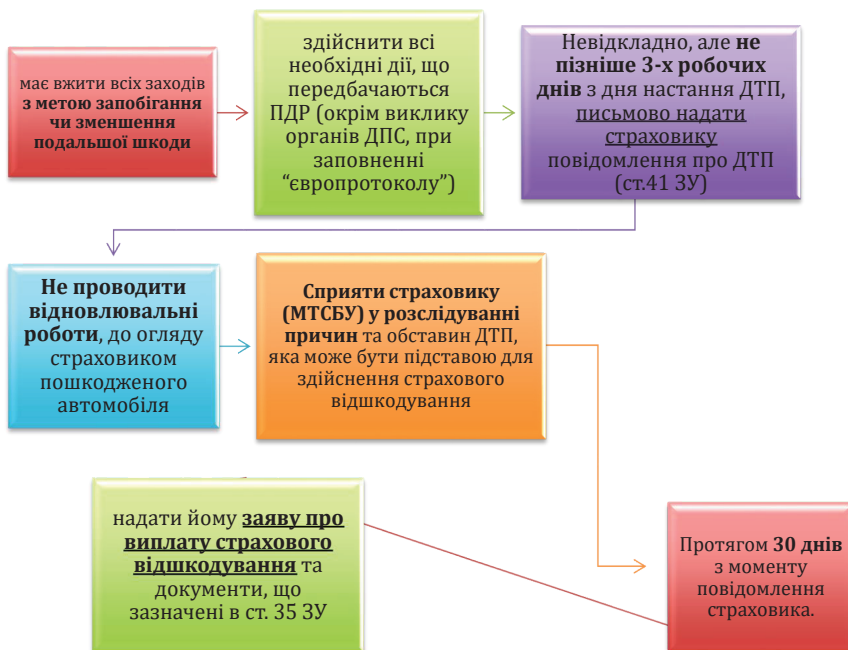 має вжити всіх заходів
з метою запобігання
чи зменшення
подальшої шкоди
здійснити всі
необхідні дії, що
передбачаються
ПДР (окрім виклику
органів ДПС, при
заповненні
“європротоколу”)
Невідкладно, але не
пізніше 3-х робочих
днів з дня настання ДТП,
письмово надати
страховику
повідомлення про ДТП
(ст.41 ЗУ)
Не проводити
відновлювальні
роботи, до огляду
страховиком
пошкодженого
автомобіля
Сприяти страховику
(МТСБУ) у розслідуванні
причин та обставин ДТП,
яка може бути підставою для
здійснення страхового
відшкодування
Протягом 30 днів
з моменту
повідомлення
страховика.
надати йому заяву про
виплату страхового
відшкодування та
документи, що
зазначені в ст. 35 ЗУ